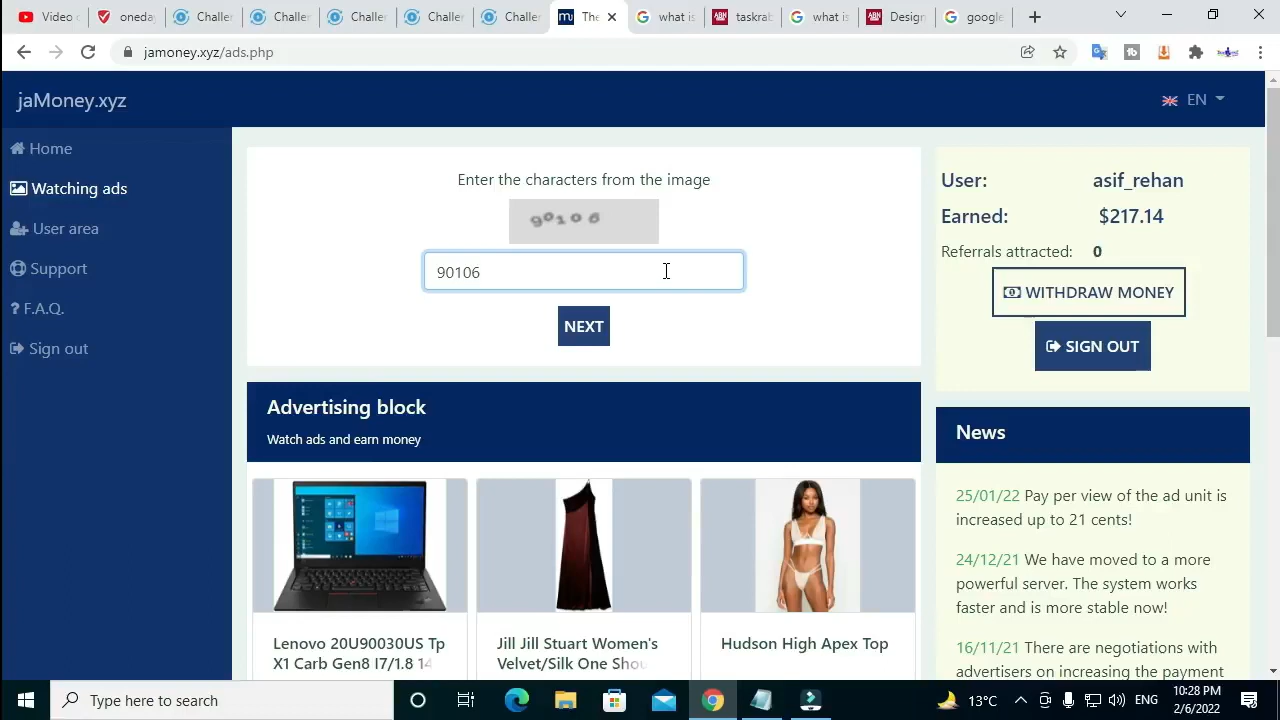 Video c
oneday
Challer
Challer
Challer
Challer
Challer
The
what is
taskrab
what is
Design
google
jamoney.xyz/ads.php
jaMoney.xyz
EN
Home
Watching ads
User area
Support
? F.A.Q.
Sign out
Enter the characters from the image
90106
90106
NEXT
Advertising block
Watch ads and earn money
Lenovo 20U90030US Tp
X1 Carb Gen8 I7/1.8 14
Jill Jill Stuart Women's
Velvet/Silk One Shou
Hudson High Apex Top
User: asif_rehan
Earned: $217.14
Referrals attracted: 0
WITHDRAW MONEY
SIGN OUT
News
25/01/22 Pay per view of the ad unit is
increased up to 21 cents!
24/12/21 We have moved to a more
powerful server. The system works
faster and is more stable now!
16/11/21 There are negotiations with
advertisers on increasing the payment
Type here to search
13°C
ENG
10:28 PM
2/6/2022